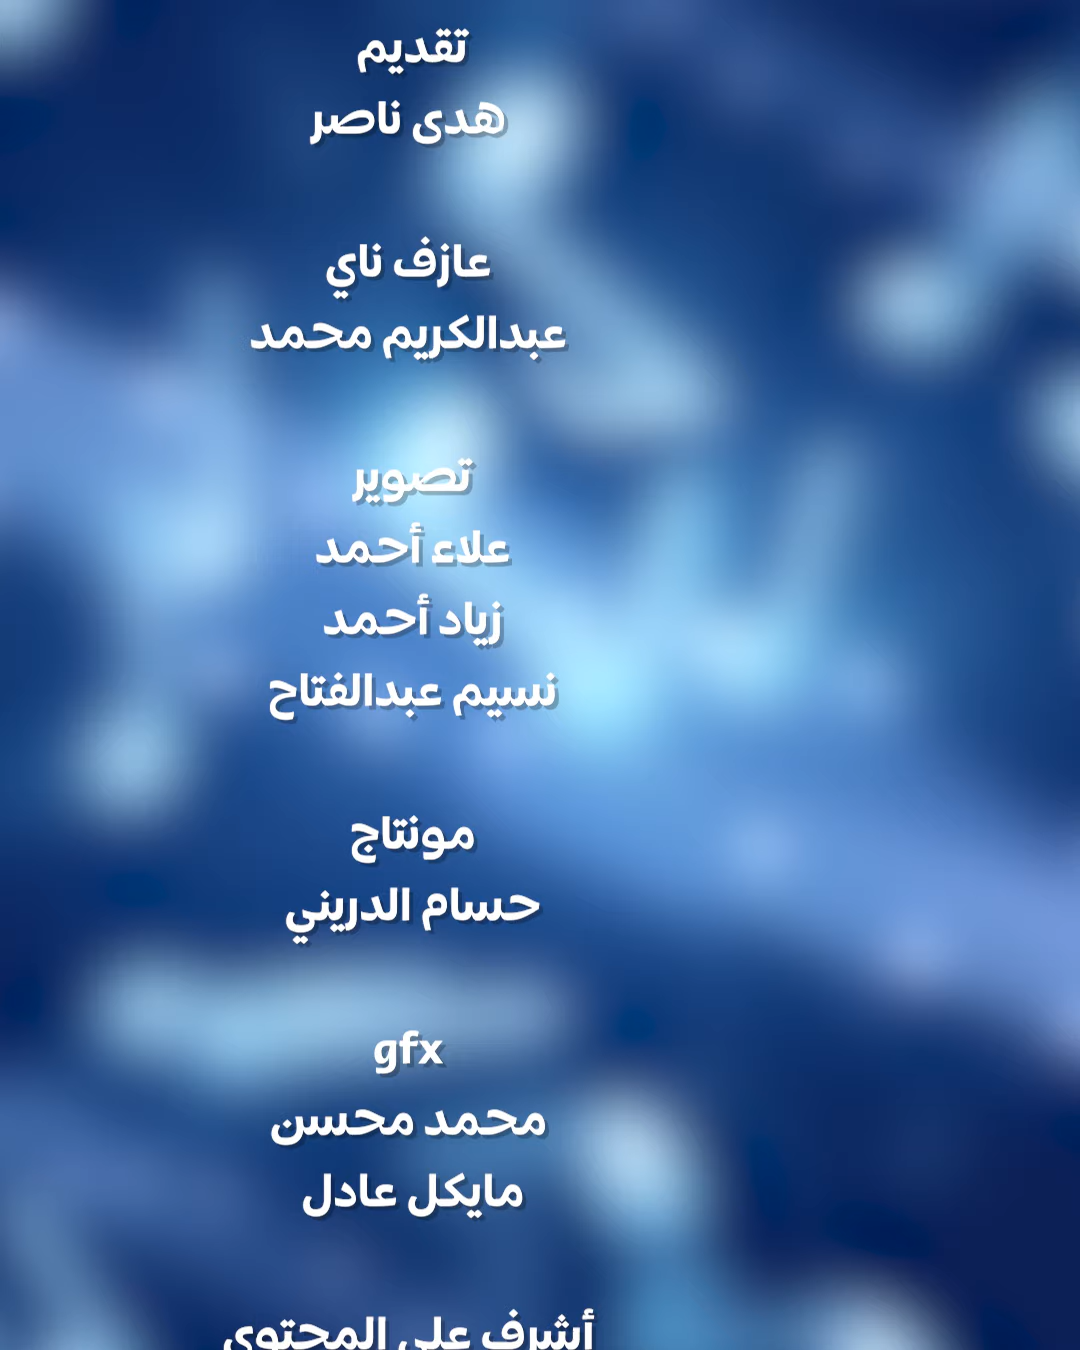 تقديم
هدى ناصر
عازف ناي
عبدالكريم محمد
تصوير
علاء أحمد
زياد أحمد
نسيم عبدالفتاح
مونتاج
حسام الدريني
gfx
محمد محسن
مايكل عادل
أشرف على المحتوى